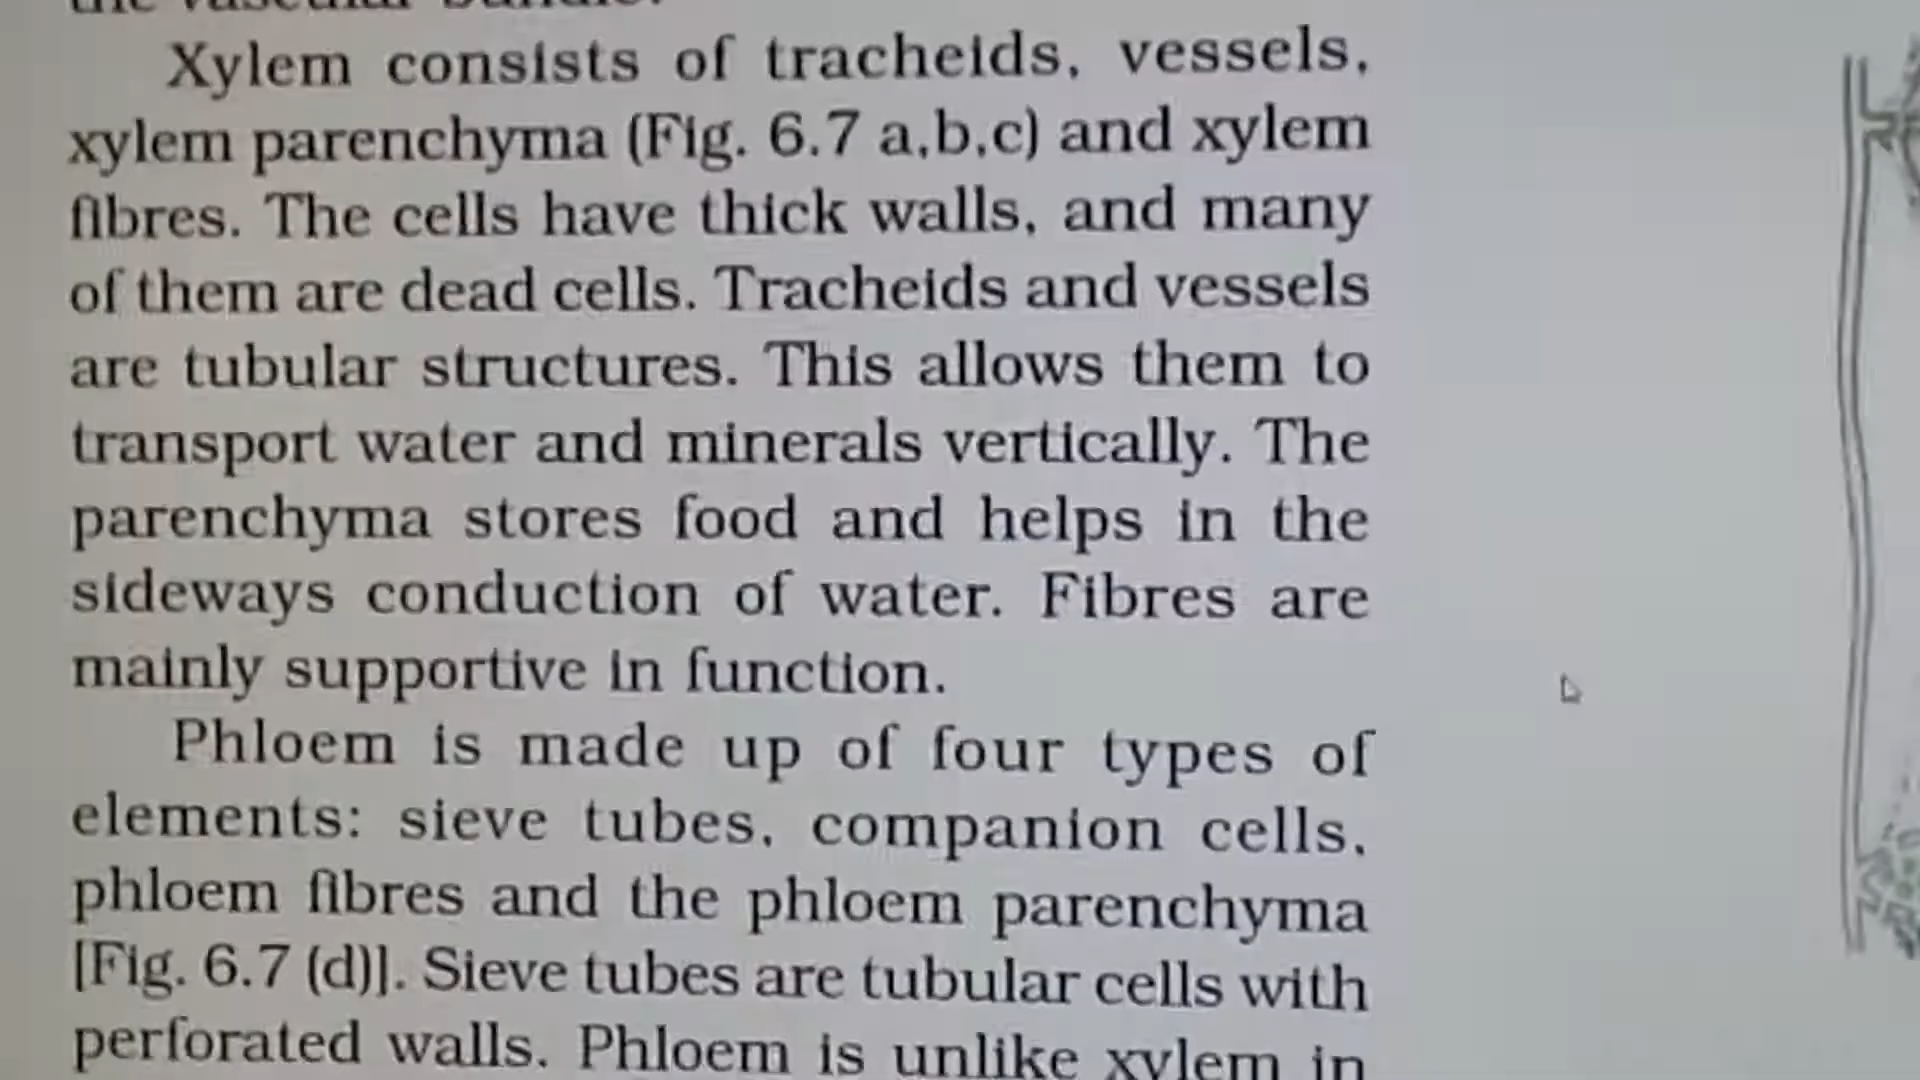 the vascular bundle.
Xylem consists of tracheids, vessels,
xylem parenchyma (Fig. 6.7 a,b,c) and xylem
fibres. The cells have thick walls, and many
of them are dead cells. Tracheids and vessels
are tubular structures. This allows them to
transport water and minerals vertically. The
parenchyma stores food and helps in the
sideways conduction of water. Fibres are
mainly supportive in function.
Phloem is made up of four types of
elements: sieve tubes, companion cells,
phloem fibres and the phloem parenchyma
[Fig. 6.7 (d)]. Sieve tubes are tubular cells with
perforated walls. Phloem is unlike xylem in